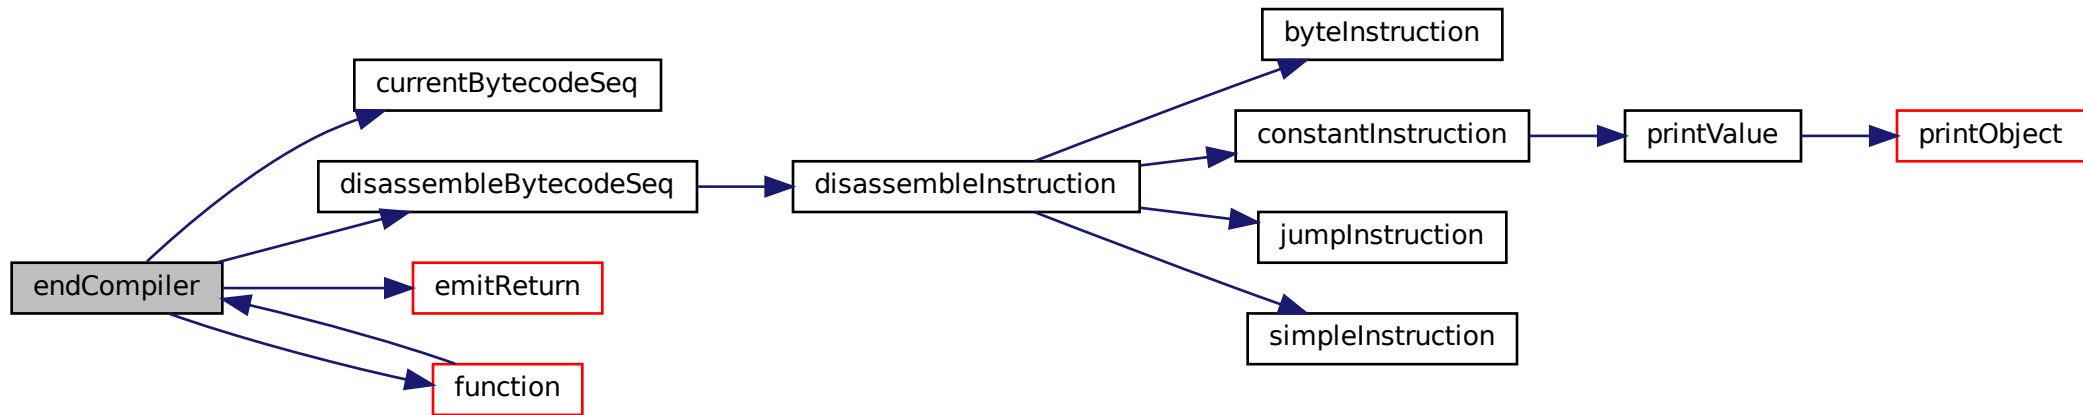 byteInstruction
currentBytecodeSeq
constantInstruction
printValue
printObject
disassembleBytecodeSeq
disassembleInstruction
jumpInstruction
endCompiler
emitReturn
simpleInstruction
function